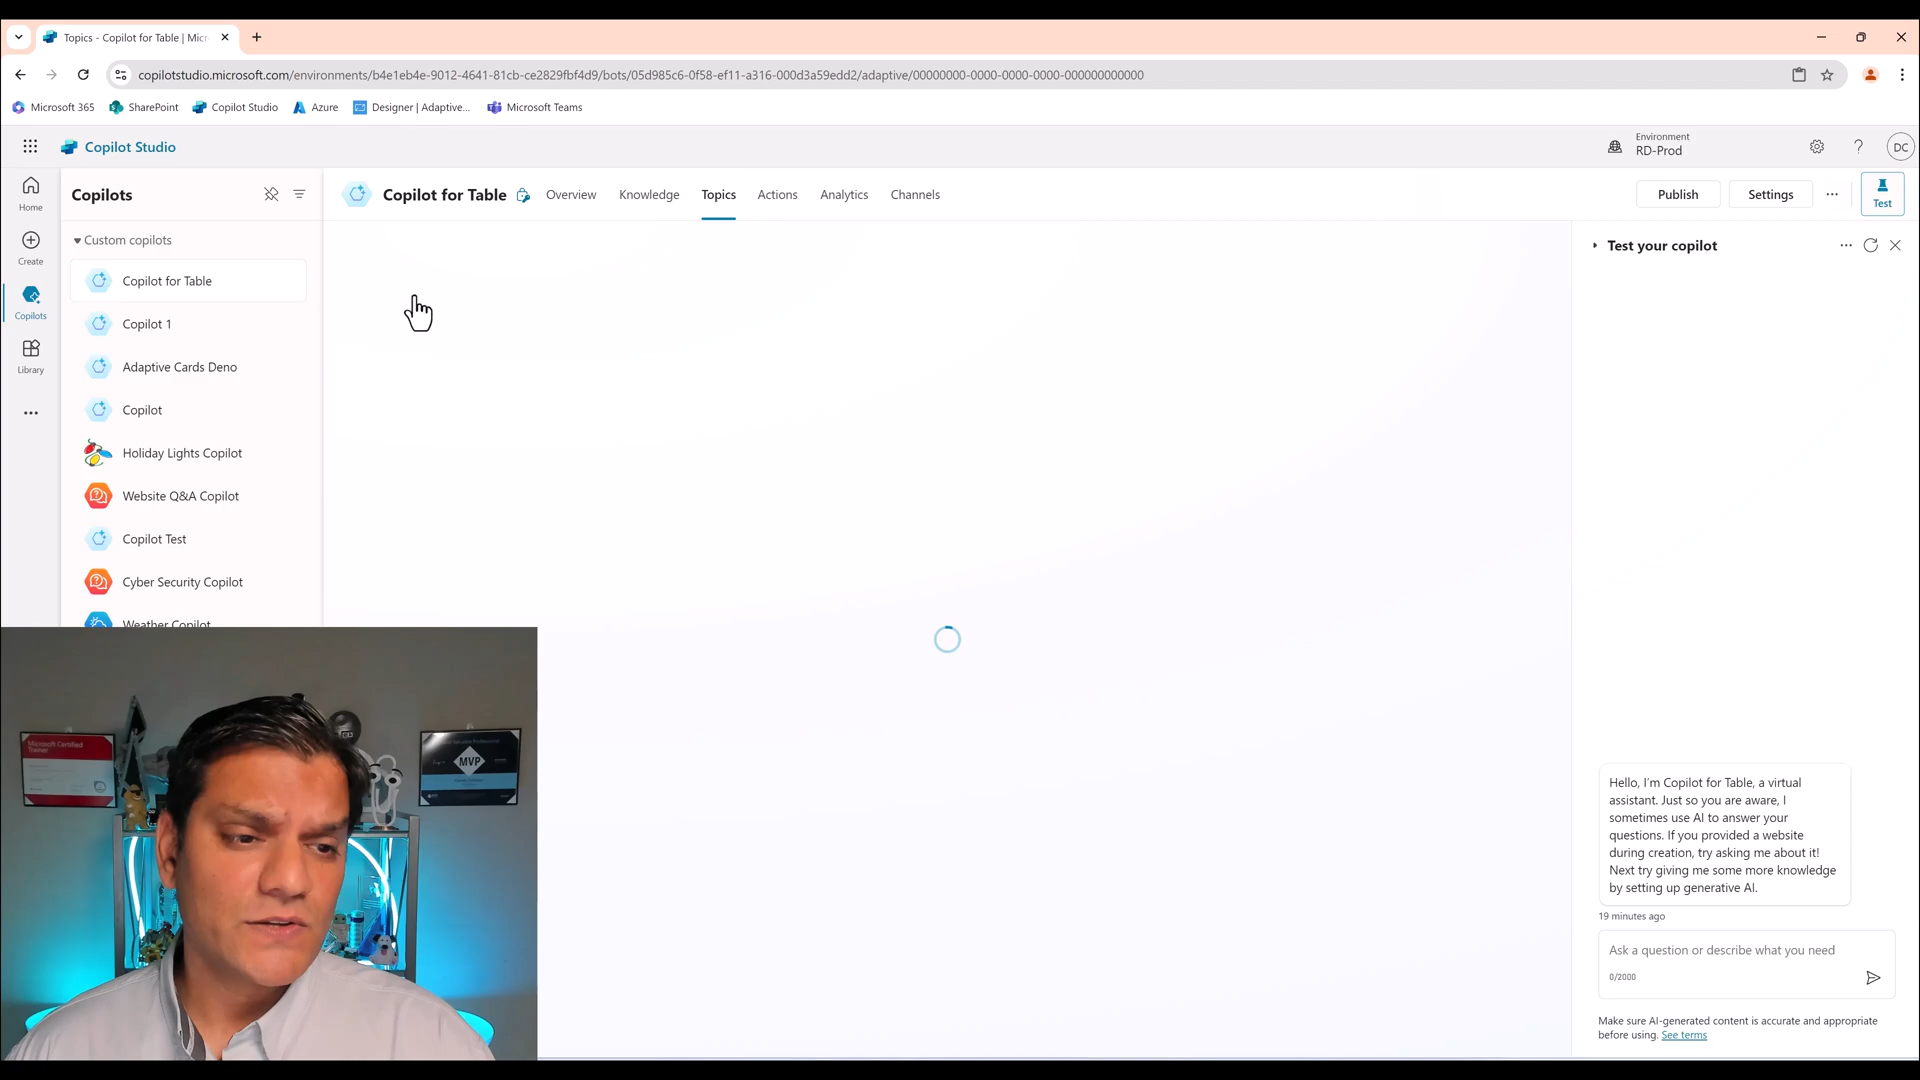 Topics - Copilot for Table | Micr
copilotstudio.microsoft.com/environments/b4e1eb4e-9012-4641-81cb-ce2829fbf4d9/bots/05d985c6-0f58-ef11-a316-000d3a59edd2/adaptive/00000000-0000-0000-0000-000000000000
Microsoft 365
SharePoint
Copilot Studio
Azure
Designer | Adaptive...
Microsoft Teams
Copilot Studio
Environment
RD-Prod
DC
Home
Create
Copilots
Library
Copilots
Custom copilots
Copilot for Table
Copilot 1
Adaptive Cards Deno
Copilot
Holiday Lights Copilot
Website Q&A Copilot
Copilot Test
Cyber Security Copilot
Weather Copilot
Copilot for Table
Overview
Knowledge
Topics
Actions
Analytics
Channels
Publish
Settings
Test
Test your copilot
Hello, I'm Copilot for Table, a virtual
assistant. Just so you are aware, I
sometimes use AI to answer your
questions. If you provided a website
during creation, try asking me about it!
Next try giving me some more knowledge
by setting up generative AI.
19 minutes ago
Ask a question or describe what you need
0/2000
Make sure AI-generated content is accurate and appropriate
before using. See terms
Microsoft Certified
Trainer
MVP